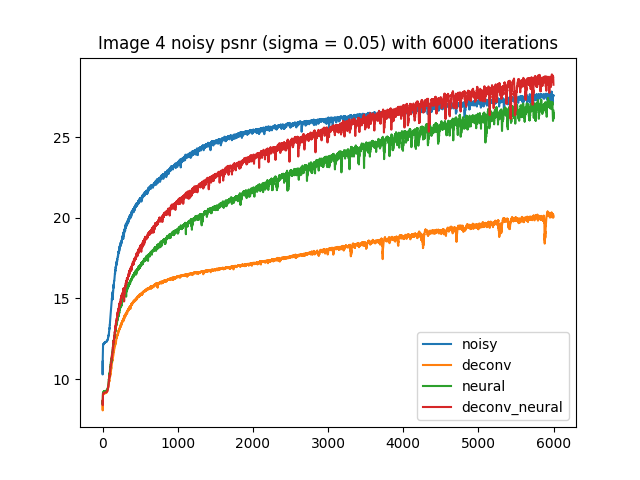 Image 4 noisy psnr (sigma = 0.05) with 6000 iterations
25
20
15
10
noisy
deconv
neural
deconv_neural
0 1000 2000 3000 4000 5000 6000